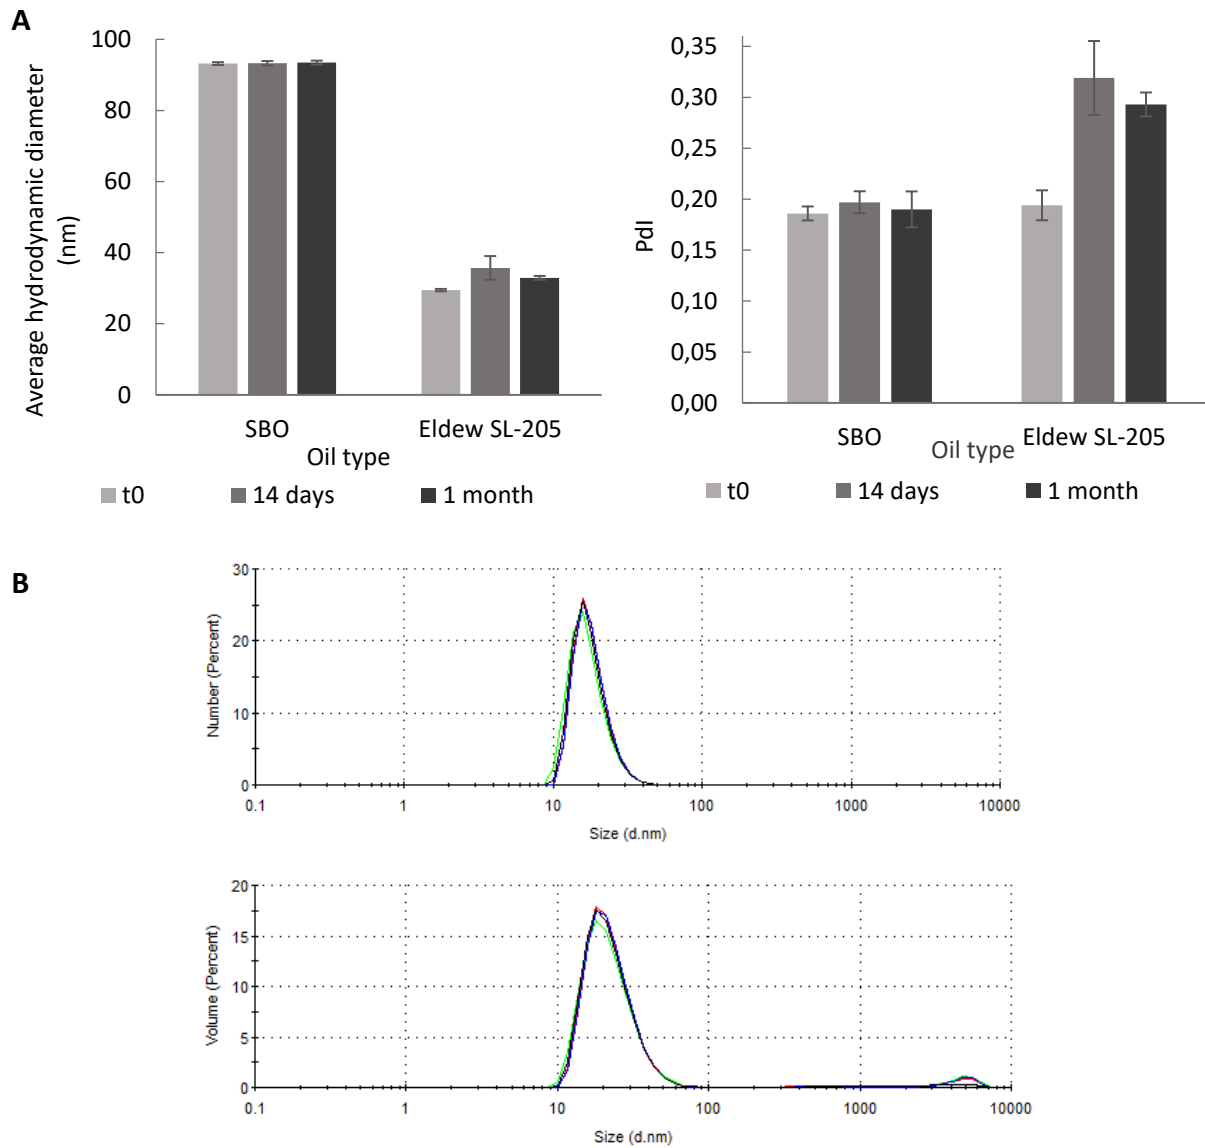 A
Average hydrodynamic diameter
(nm)
100
80
60
40
20
0
SBO
Eldew SL-205
Oil type
t0
14 days
1 month
PdI
0,35
0,30
0,25
0,20
0,15
0,10
0,05
0,00
SBO
Eldew SL-205
Oil type
t0
14 days
1 month
B
Number (Percent)
30
20
10
0
0.1 1 10 100 1000 10000
Size (d.nm)
Volume (Percent)
20
15
10
5
0
0.1 1 10 100 1000 10000
Size (d.nm)